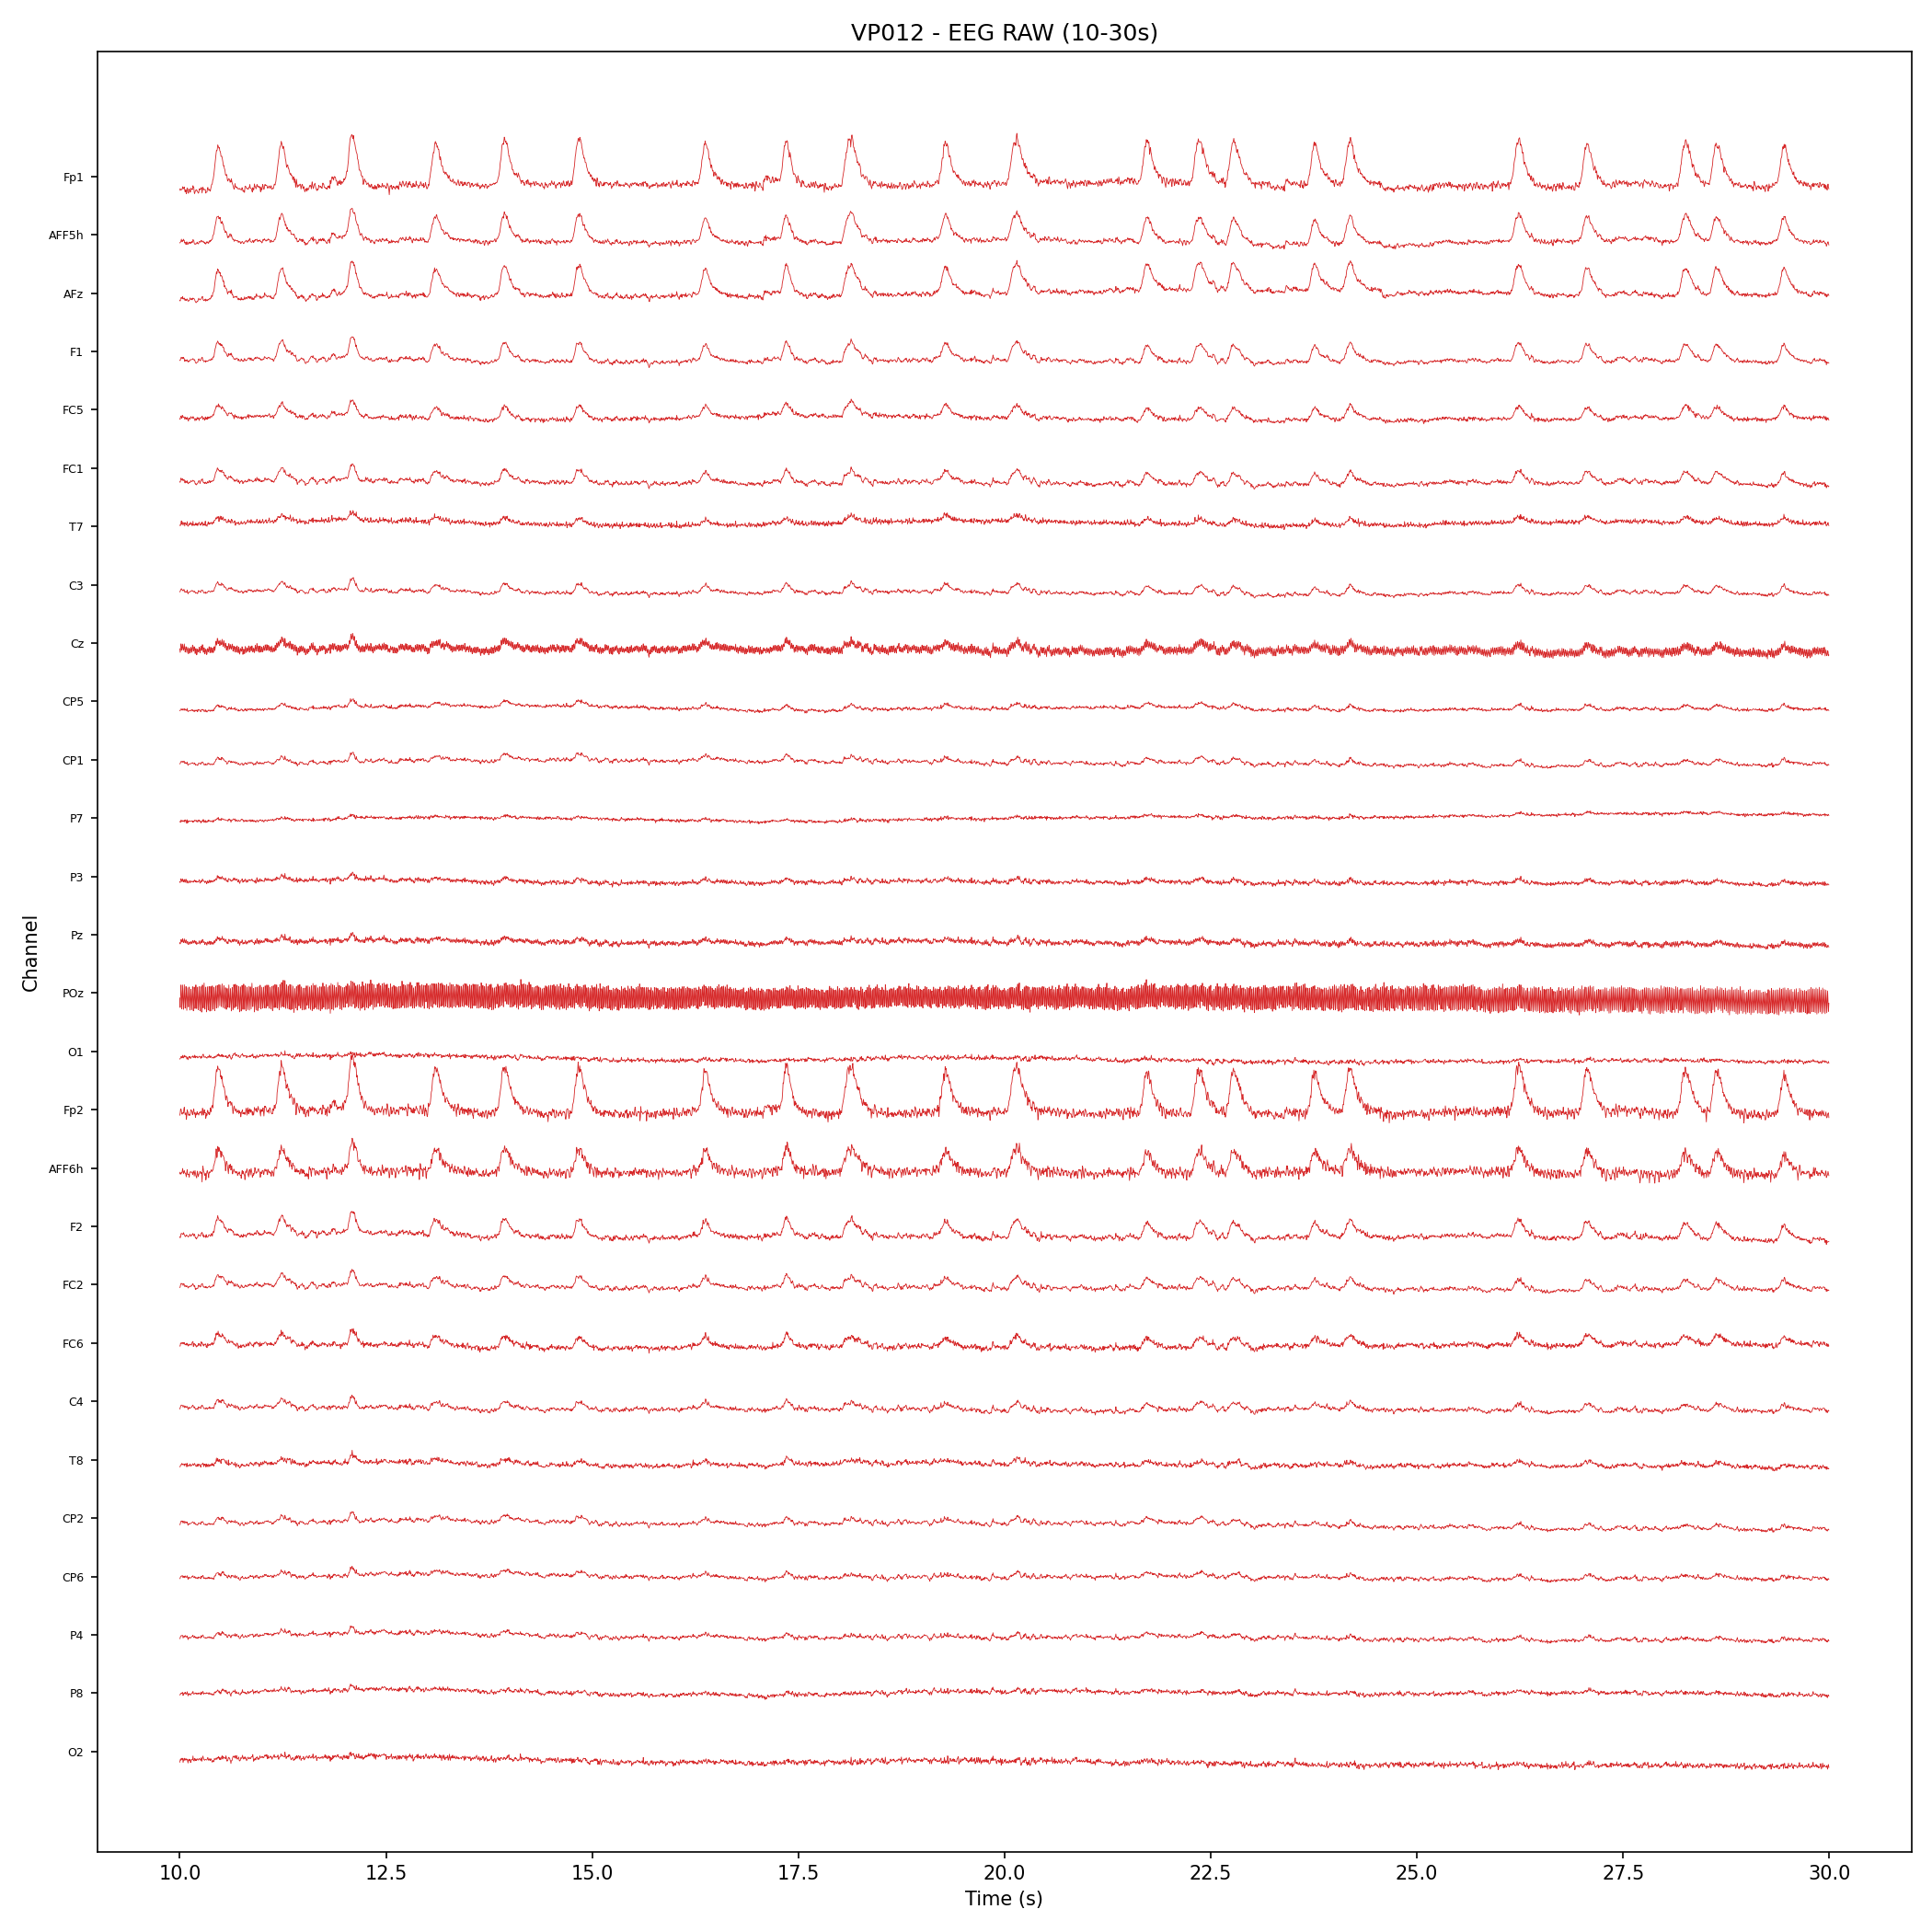 VP012 - EEG RAW (10-30s)
Fp1
AFF5h
AFz
F1
FC5
FC1
T7
C3
Cz
CP5
CP1
P7
P3
Pz
POz
O1
Fp2
AFF6h
F2
FC2
FC6
C4
T8
CP2
CP6
P4
P8
O2
Channel
10.0 12.5 15.0 17.5 20.0 22.5 25.0 27.5 30.0
Time (s)